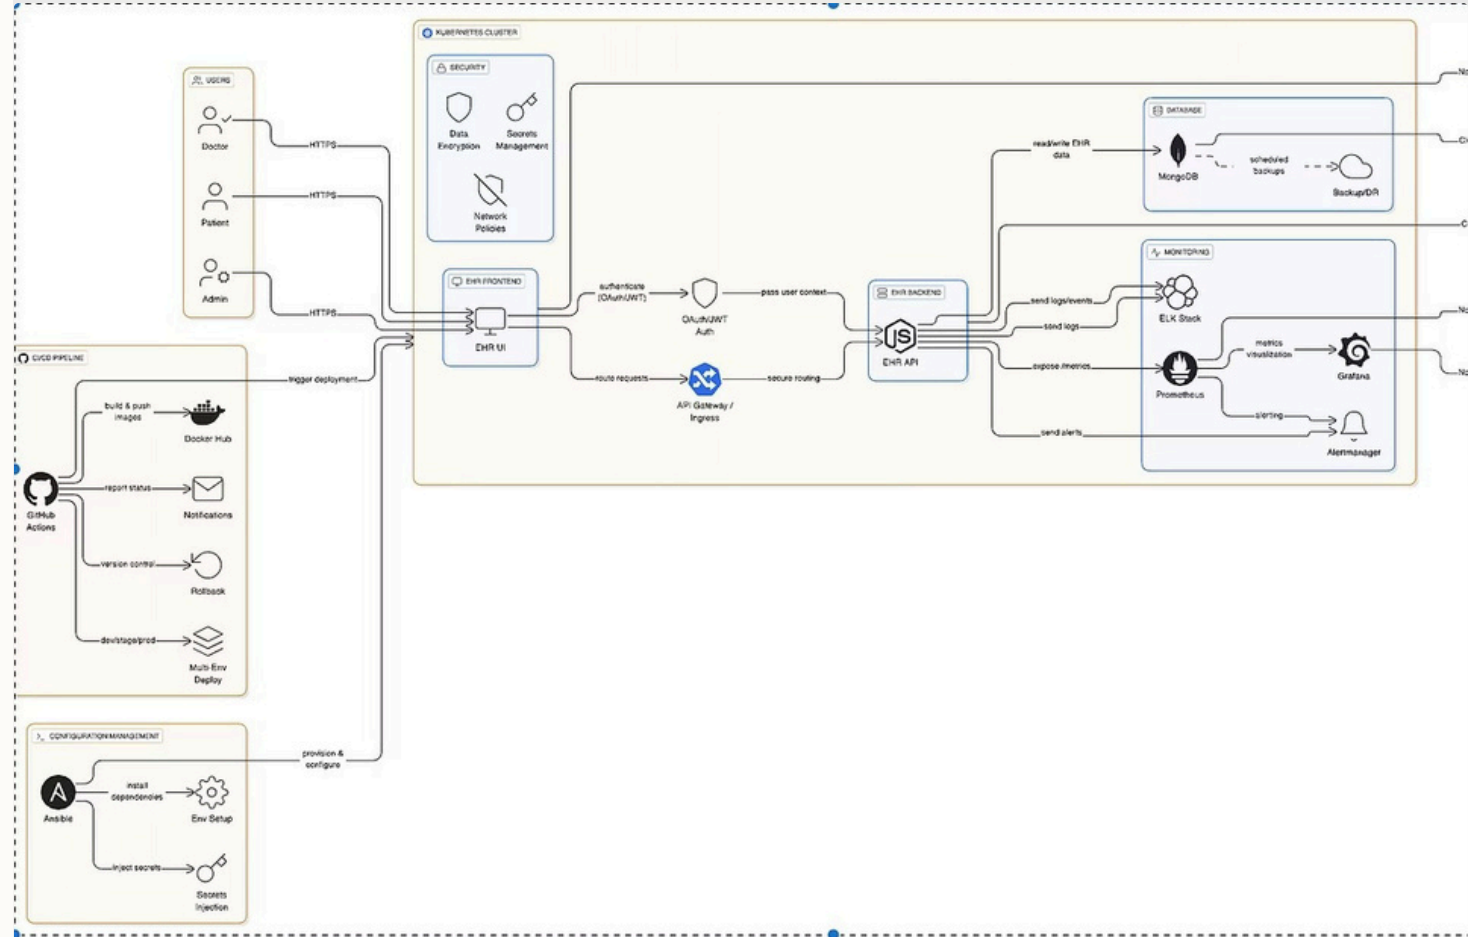 KUBERNETES CLUSTER
SECURITY
Data
Encryption
Secrets
Management
Network
Policies
USERS
Doctor
Patient
Admin
HTTPS
HTTPS
HTTPS
EHR FRONTEND
EHR UI
authenticate
(OAuth/JWT)
OAuth/JWT
Auth
pass user context
route requests
API Gateway /
Ingress
secure routing
EHR BACKEND
JS
EHR API
read/write EHR
data
DATABASE
MongoDB
scheduled
backups
Backup/DR
MONITORING
send logs/events
send logs
ELK Stack
expose /metrics
Prometheus
metrics
visualization
Grafana
alerting
send alerts
Alertmanager
No
C
No
No
CI/CD PIPELINE
trigger deployment
build & push
images
Docker Hub
GitHub
Actions
report status
Notifications
version control
Rollback
dev/stage/prod
Multi-Env
Deploy
CONFIGURATION MANAGEMENT
provision &
configure
Ansible
install
dependencies
Env Setup
inject secrets
Secrets
Injection